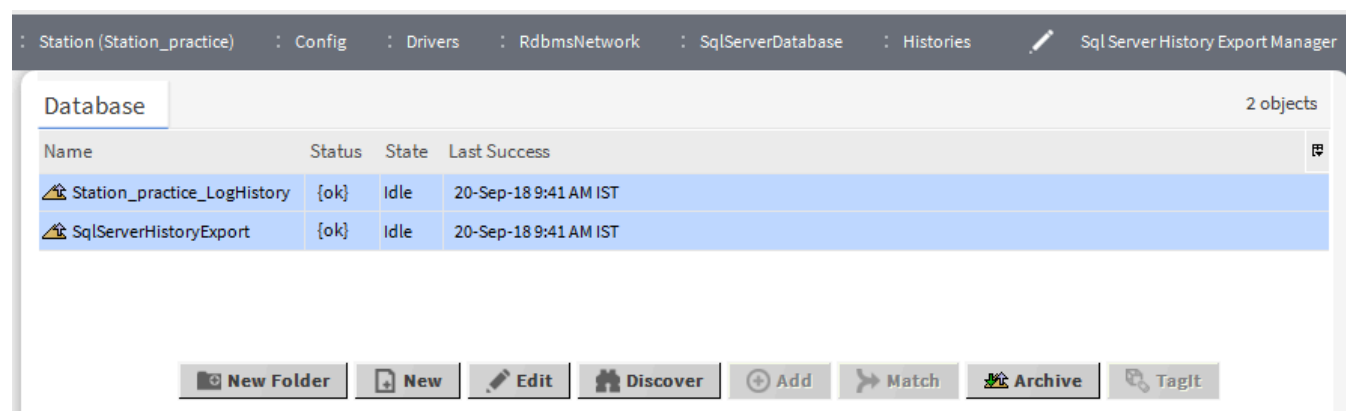 : Station (Station_practice) : Config : Drivers : RdbmsNetwork : SqlServerDatabase : Histories Sql Server History Export Manager
Database 2 objects
Name Status State Last Success
Station_practice_LogHistory {ok} Idle 20-Sep-18 9:41 AM IST
SqlServerHistoryExport {ok} Idle 20-Sep-18 9:41 AM IST
New Folder New Edit Discover Add Match Archive TagIt